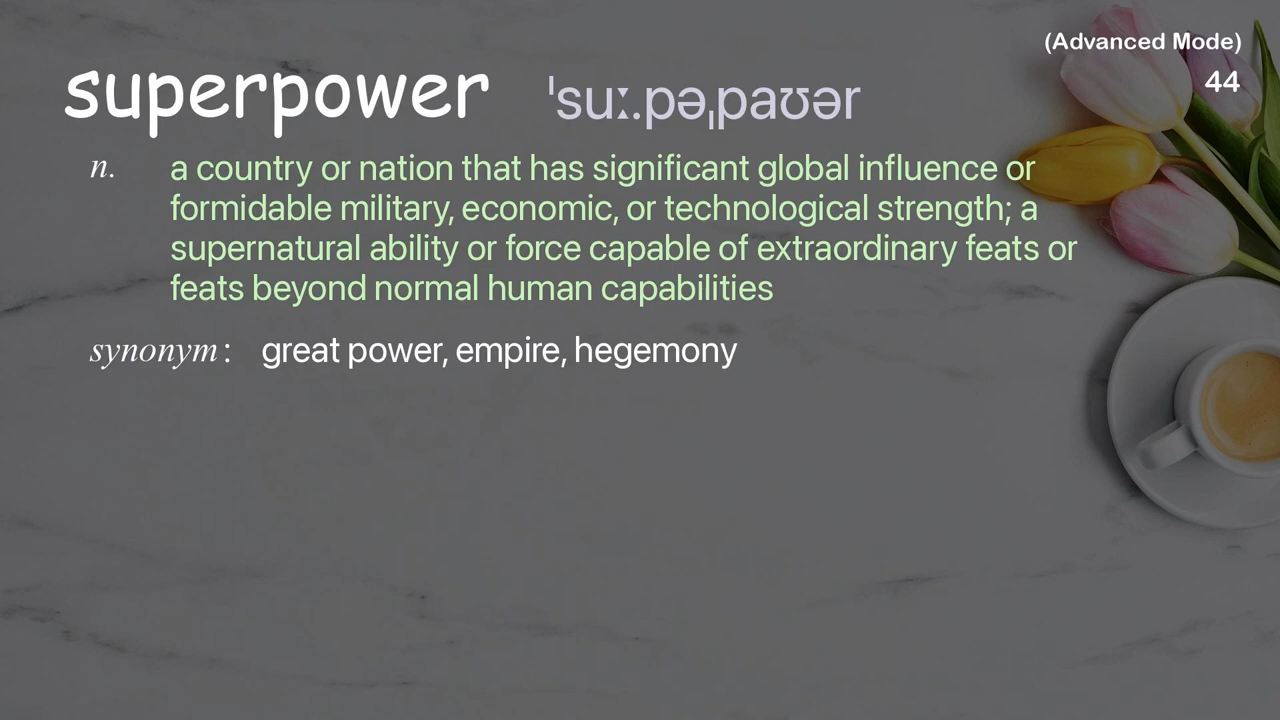 (Advanced Mode)
44
superpower ˈsuː.pəˌpaʊər
n. a country or nation that has significant global influence or
formidable military, economic, or technological strength; a
supernatural ability or force capable of extraordinary feats or
feats beyond normal human capabilities
synonym: great power, empire, hegemony